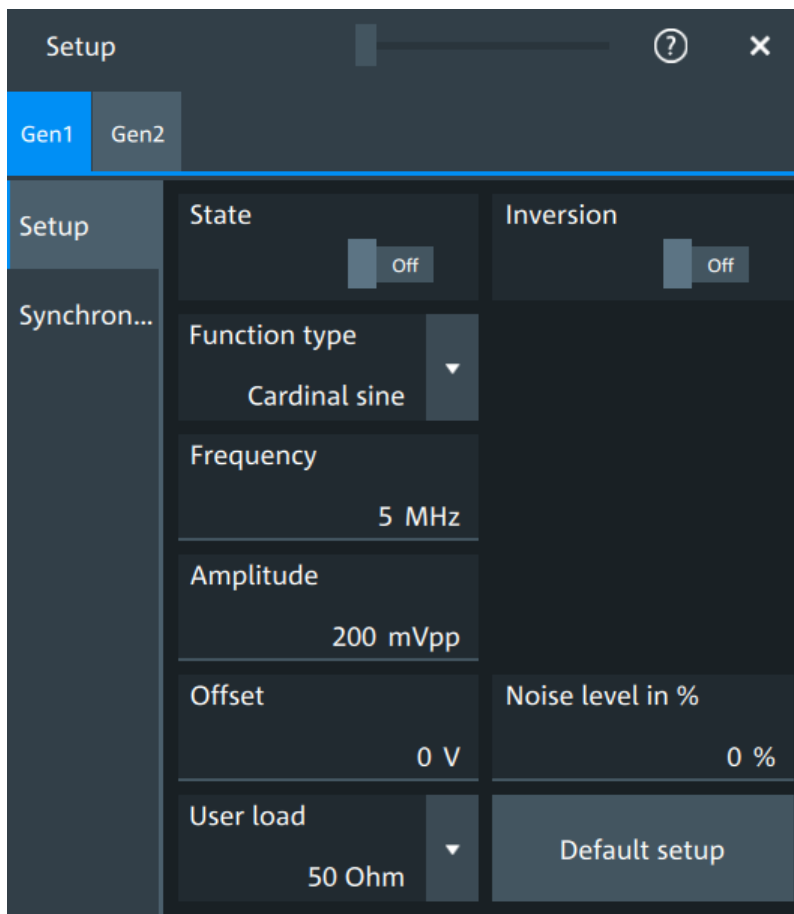 Setup ? ×
Gen1 Gen2
Setup
Synchron...
State
Off
Inversion
Off
Function type
Cardinal sine
Frequency
5 MHz
Amplitude
200 mVpp
Offset
0 V
Noise level in %
0 %
User load
50 Ohm
Default setup